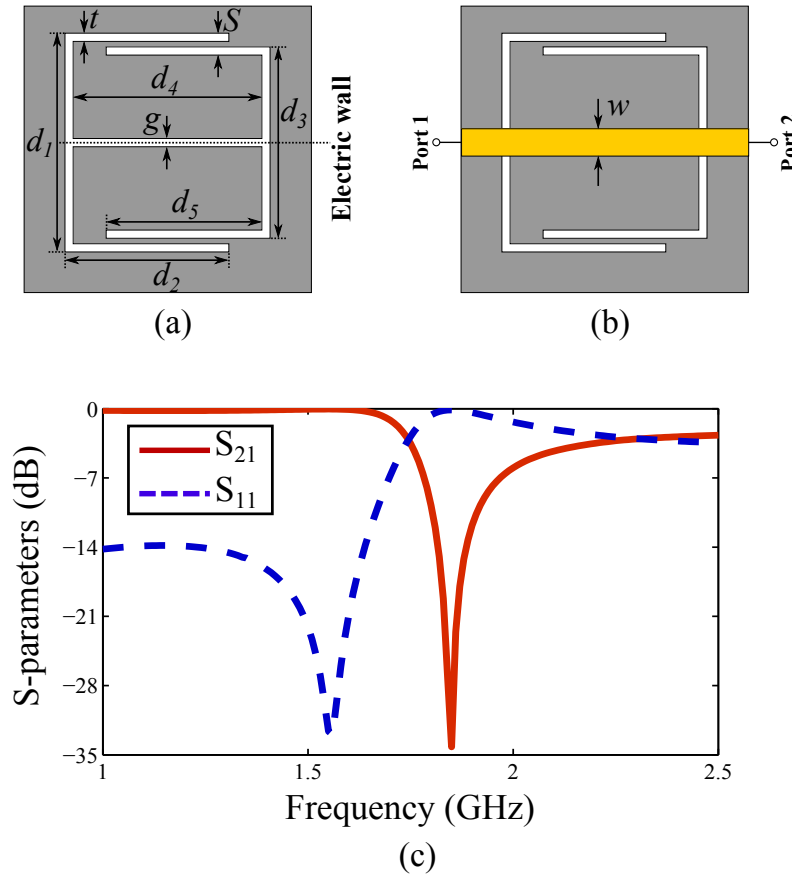 t
S
d1
d4
g
d3
d5
d2
Electric wall
(a)
Port 1
w
Port 2
(b)
S-parameters (dB)
0
−7
−14
−21
−28
−35
S21
S11
1
1.5
2
2.5
Frequency (GHz)
(c)